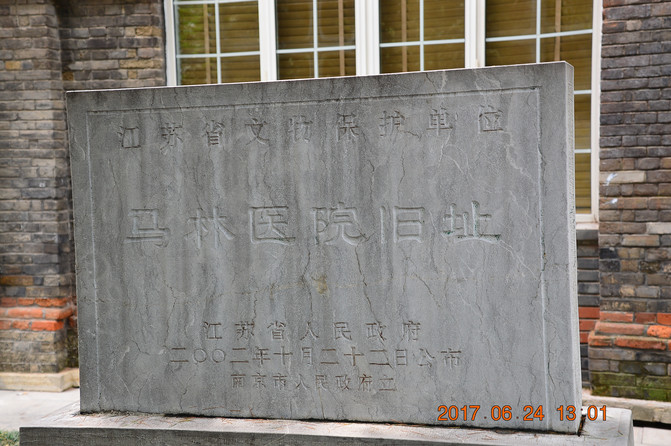 江苏省文物保护单位
马林医院旧址
江苏省人民政府
二〇〇二年十月二十二日公布
南京市人民政府立
2017.06.24 13:01